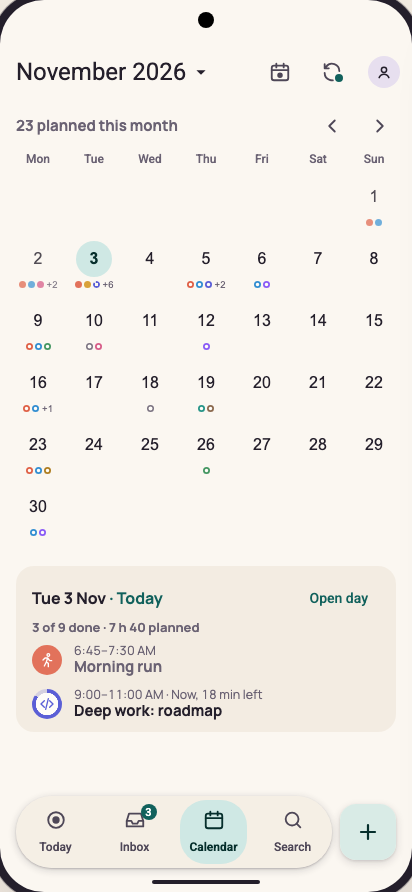 November 2026
23 planned this month
Mon Tue Wed Thu Fri Sat Sun
1
2 3 4 5 6 7 8
+2 +6 +2
9 10 11 12 13 14 15
16 17 18 19 20 21 22
+1
23 24 25 26 27 28 29
30
Tue 3 Nov · Today Open day
3 of 9 done · 7 h 40 planned
6:45–7:30 AM
Morning run
9:00–11:00 AM · Now, 18 min left
Deep work: roadmap
3
Today Inbox Calendar Search